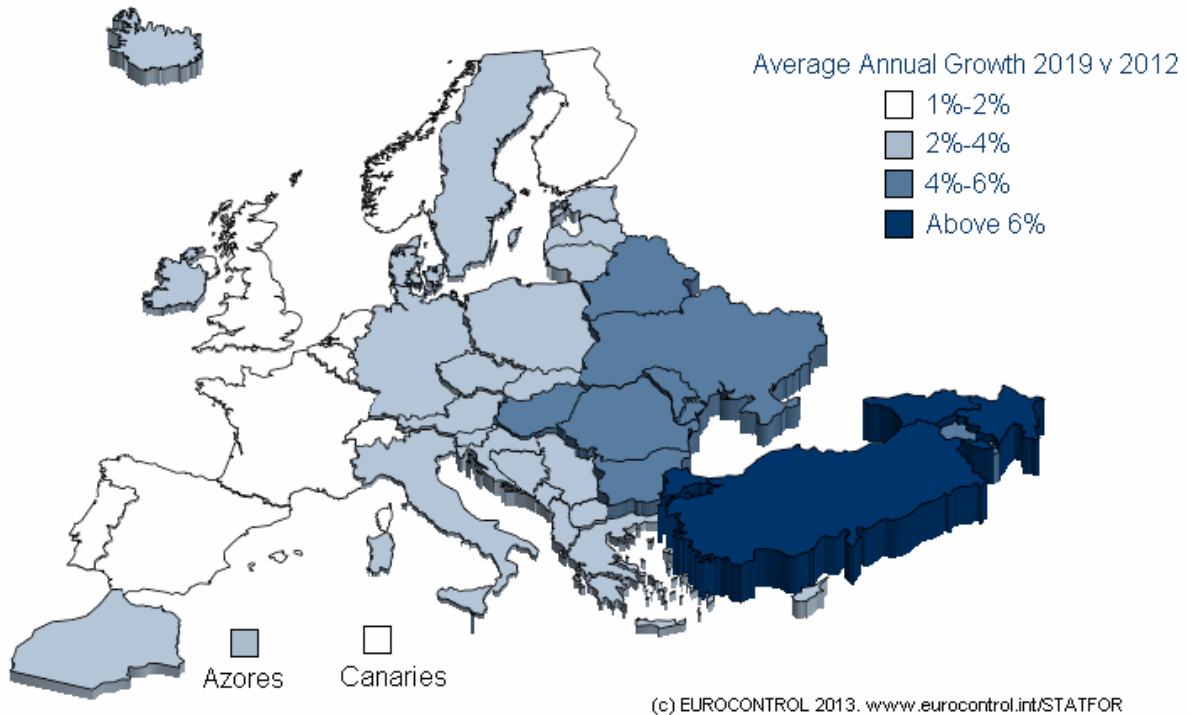 Average Annual Growth 2019 v 2012
1%-2%
2%-4%
4%-6%
Above 6%
Azores
Canaries
(c) EUROCONTROL 2013. www.eurocontrol.int/STATFOR